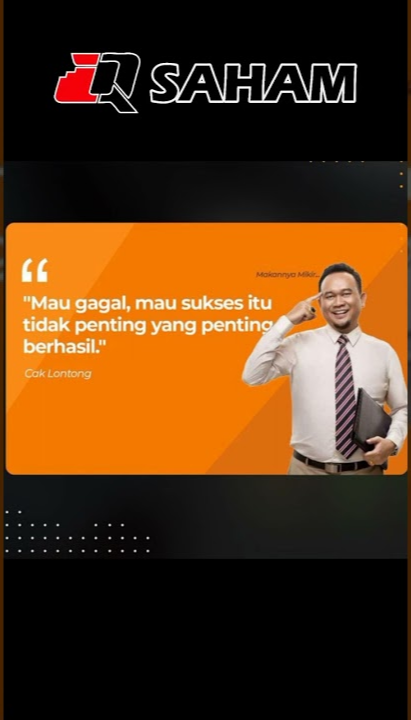 SAHAM
Makannya Mikir...
"Mau gagal, mau sukses itu
tidak penting yang penting
berhasil."
Cak Lontong